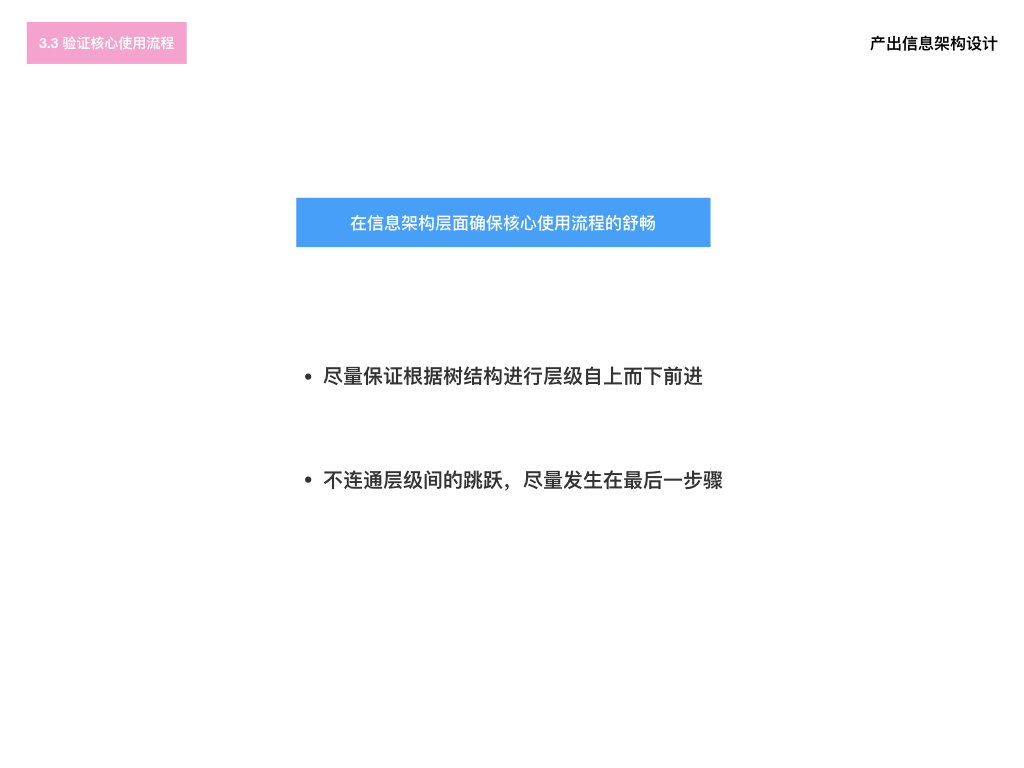 3.3 验证核心使用流程
产出信息架构设计
在信息架构层面确保核心使用流程的舒畅
• 尽量保证根据树结构进行层级自上而下前进
• 不连通层级间的跳跃，尽量发生在最后一步骤